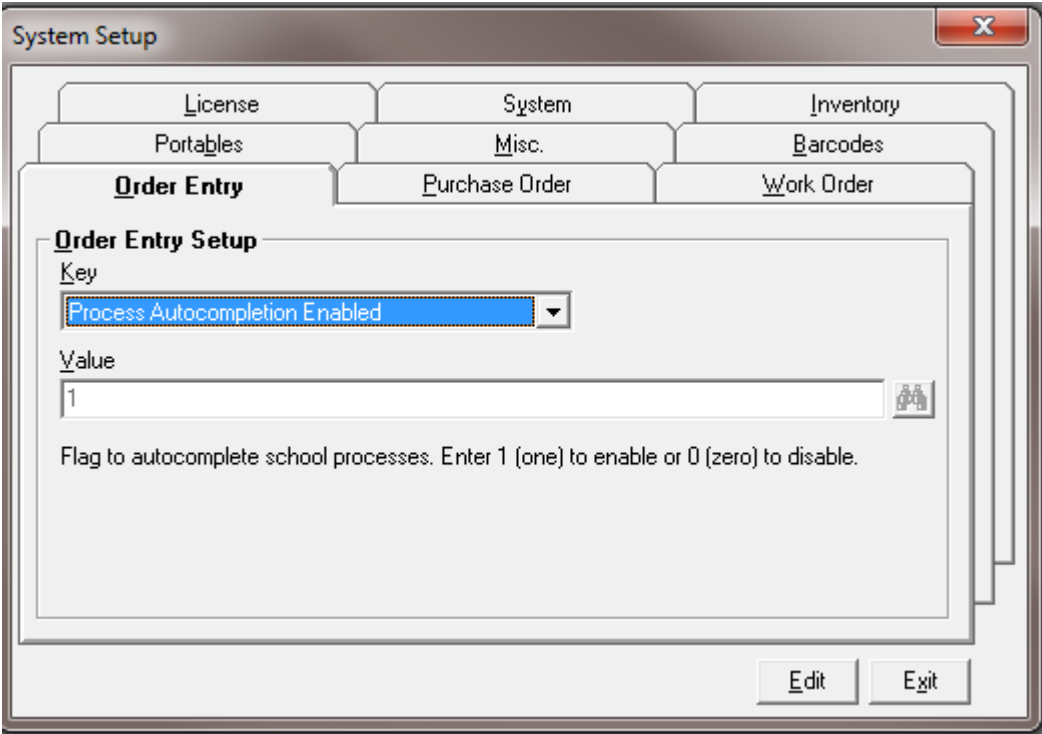 System Setup
License System Inventory
Portables Misc. Barcodes
Order Entry Purchase Order Work Order
Order Entry Setup
Key
Process Autocompletion Enabled
Value
1
Flag to autocomplete school processes. Enter 1 (one) to enable or 0 (zero) to disable.
Edit Exit